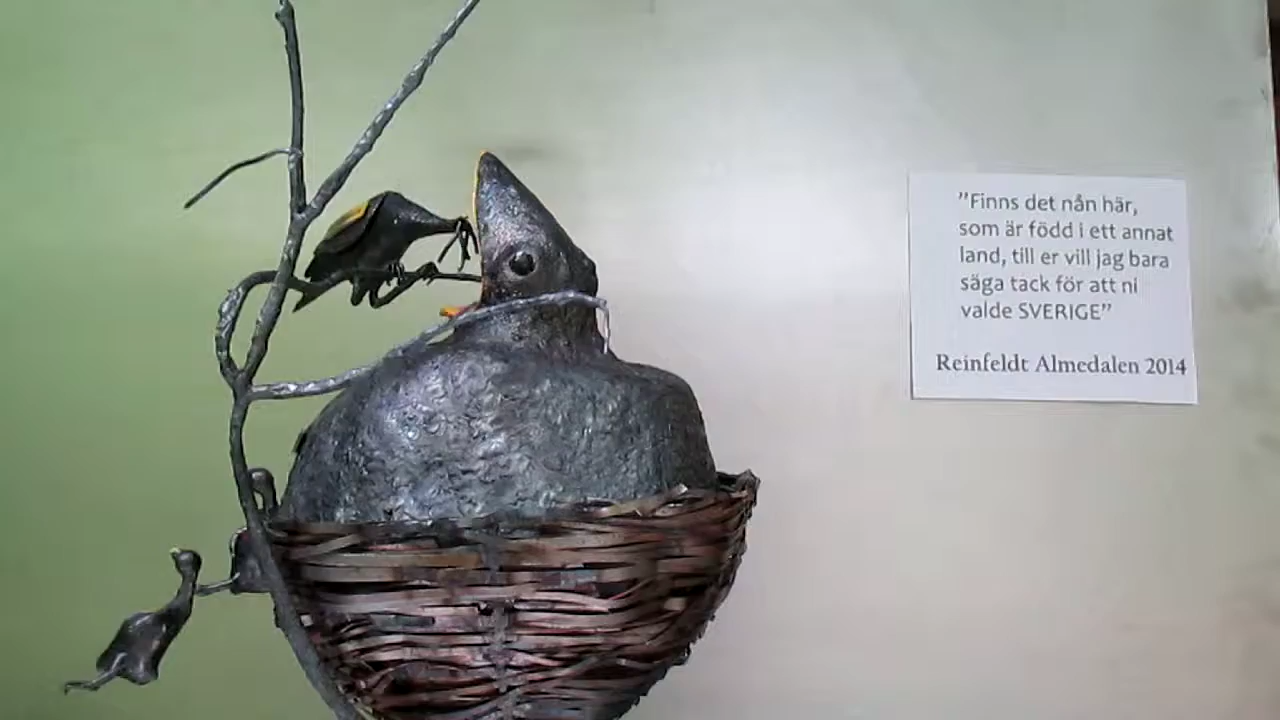 ”Finns det nån här,
som är född i ett annat
land, till er vill jag bara
säga tack för att ni
valde SVERIGE”
Reinfeldt Almedalen 2014